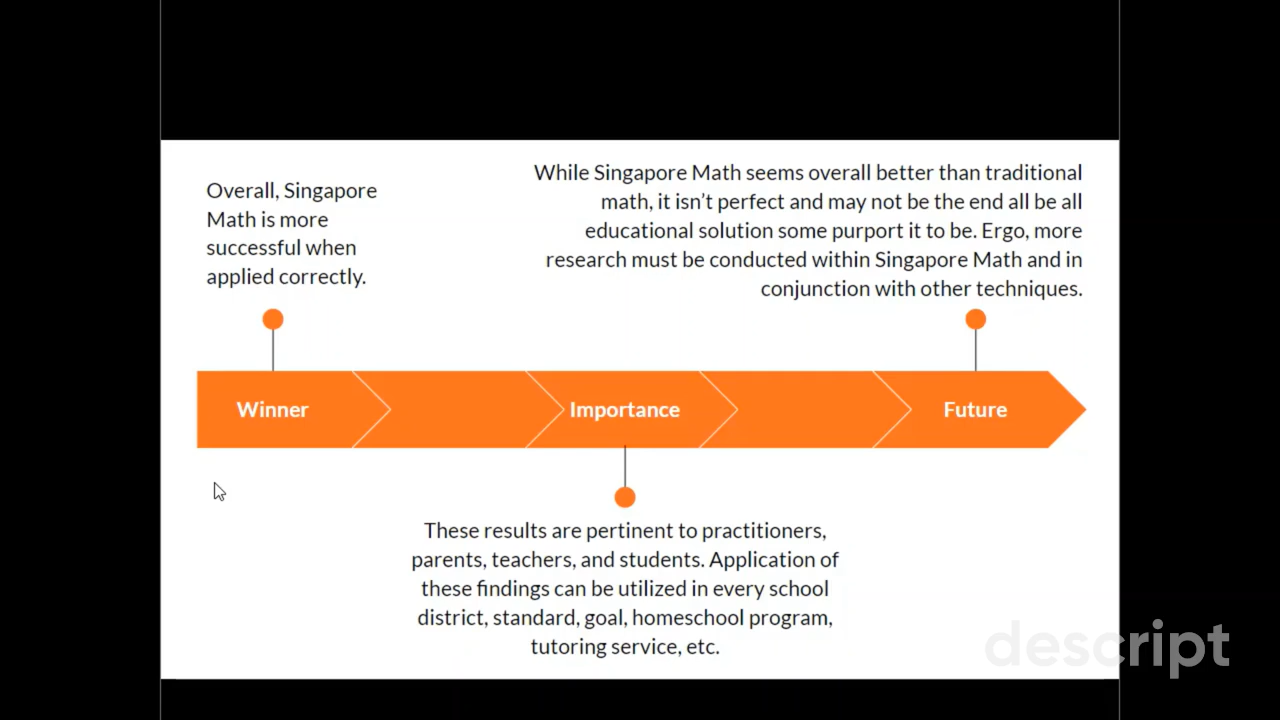 Overall, Singapore
Math is more
successful when
applied correctly.
While Singapore Math seems overall better than traditional
math, it isn't perfect and may not be the end all be all
educational solution some purport it to be. Ergo, more
research must be conducted within Singapore Math and in
conjunction with other techniques.
Winner
Importance
Future
These results are pertinent to practitioners,
parents, teachers, and students. Application of
these findings can be utilized in every school
district, standard, goal, homeschool program,
tutoring service, etc.
descript